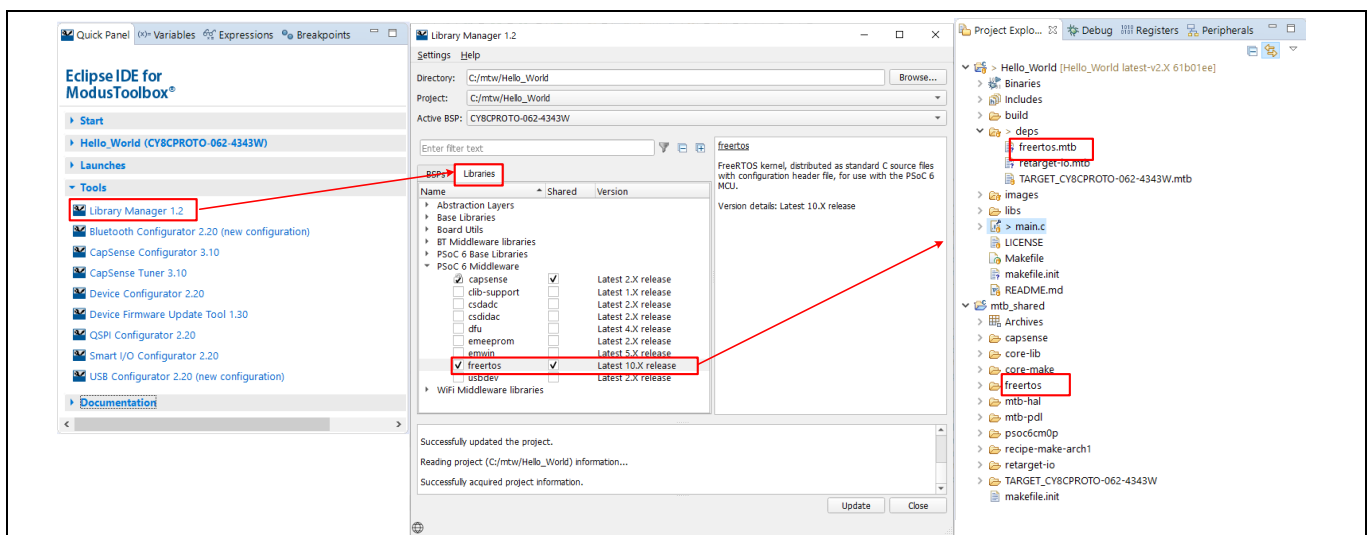 Quick Panel
(x)= Variables
Expressions
Breakpoints
Eclipse IDE for
ModusToolbox®
Start
Hello_World (CY8CPROTO-062-4343W)
Launches
Tools
Library Manager 1.2
Bluetooth Configurator 2.20 (new configuration)
CapSense Configurator 3.10
CapSense Tuner 3.10
Device Configurator 2.20
Device Firmware Update Tool 1.30
QSPI Configurator 2.20
Smart I/O Configurator 2.20
USB Configurator 2.20 (new configuration)
Documentation
Library Manager 1.2
Settings Help
Directory: C:/mtw/Hello_World Browse...
Project: C:/mtw/Hello_World
Active BSP: CY8CPROTO-062-4343W
Enter filter text
BSPs Libraries
Name Shared Version
Abstraction Layers
Base Libraries
Board Utils
BT Middleware libraries
PSoC 6 Base Libraries
PSoC 6 Middleware
capsense Latest 2.X release
clib-support Latest 1.X release
csdadc Latest 2.X release
csdidac Latest 2.X release
dfu Latest 4.X release
emeeprom Latest 2.X release
emwin Latest 5.X release
freertos Latest 10.X release
usbdev Latest 2.X release
WiFi Middleware libraries
freertos
FreeRTOS kernel, distributed as standard C source files
with configuration header file, for use with the PSoC 6
MCU.
Version details: Latest 10.X release
Successfully updated the project.
Reading project (C:/mtw/Hello_World) information...
Successfully acquired project information.
Update Close
Project Explo...
Debug
Registers
Peripherals
> Hello_World [Hello_World latest-v2.X 61b01ee]
Binaries
Includes
build
> deps
freertos.mtb
retarget-io.mtb
TARGET_CY8CPROTO-062-4343W.mtb
images
libs
> main.c
LICENSE
Makefile
makefile.init
README.md
mtb_shared
Archives
capsense
core-lib
core-make
freertos
mtb-hal
mtb-pdl
psoc6cm0p
recipe-make-arch1
retarget-io
TARGET_CY8CPROTO-062-4343W
makefile.init